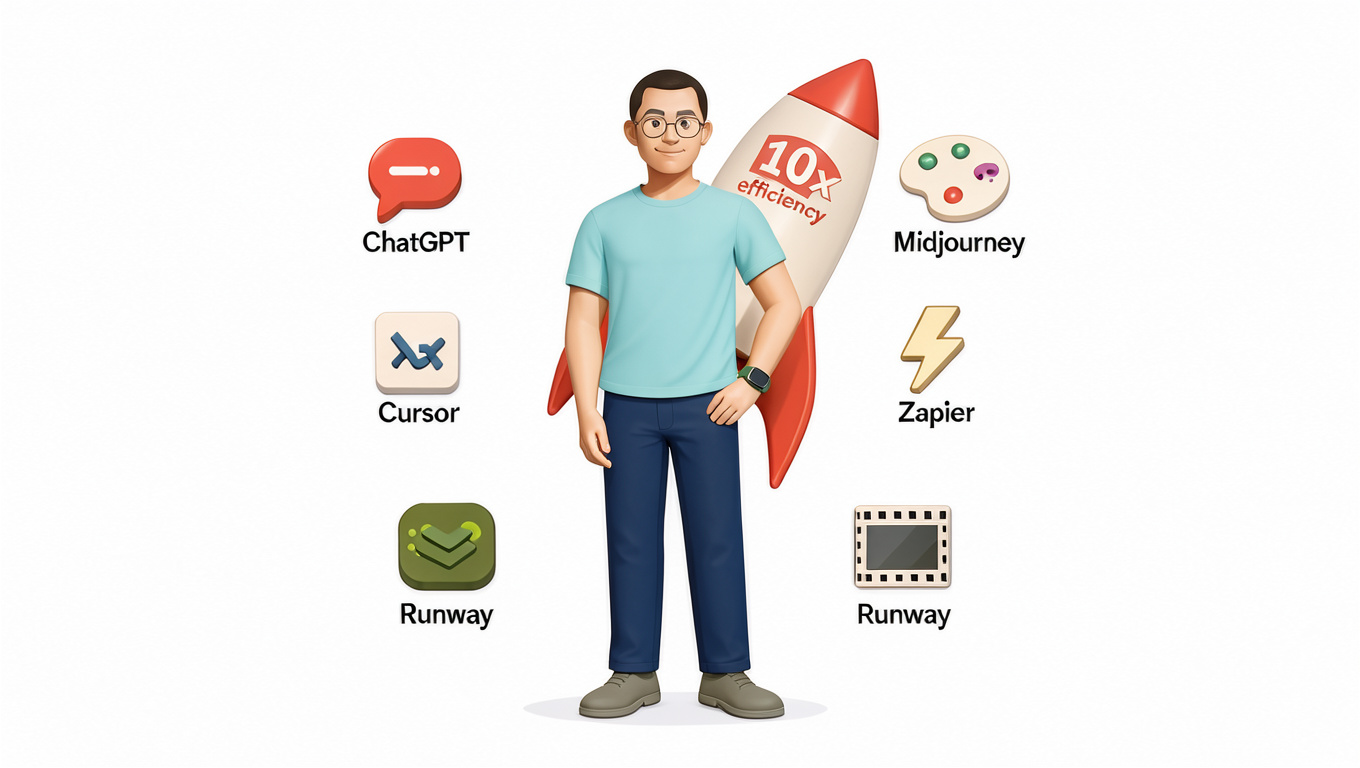 10x
efficiency
ChatGPT
Midjourney
Cursor
Zapier
Runway
Runway